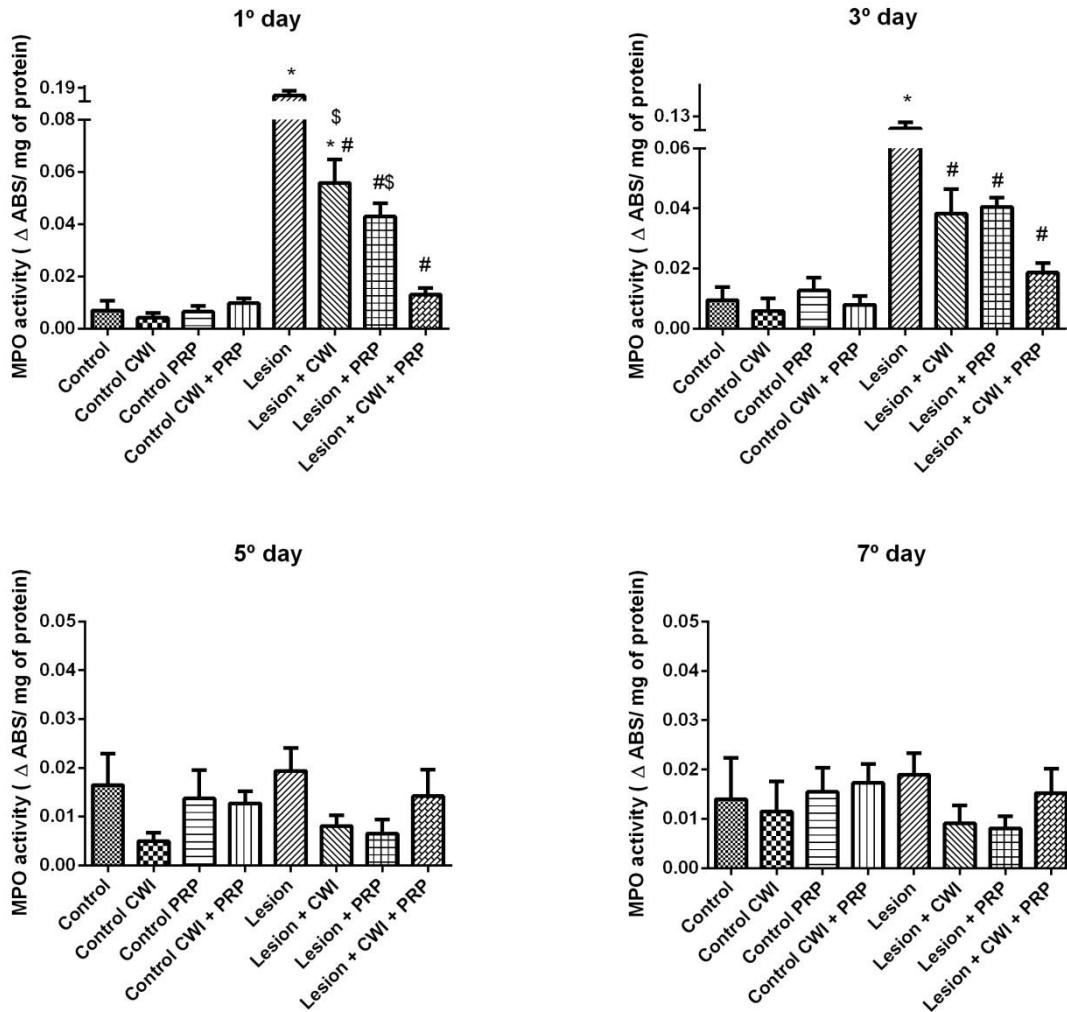 1º day
MPO activity ( △ ABS/ mg of protein)
0.19
0.08
0.06
0.04
0.02
0.00
*
$
* #
#$
#
Control
Control CWI
Control PRP
Control CWI + PRP
Lesion
Lesion + CWI
Lesion + PRP
Lesion + CWI + PRP
3º day
MPO activity ( △ ABS/ mg of protein)
0.13
0.06
0.04
0.02
0.00
*
#
#
#
Control
Control CWI
Control PRP
Control CWI + PRP
Lesion
Lesion + CWI
Lesion + PRP
Lesion + CWI + PRP
5º day
MPO activity ( △ ABS/ mg of protein)
0.05
0.04
0.03
0.02
0.01
0.00
Control
Control CWI
Control PRP
Control CWI + PRP
Lesion
Lesion + CWI
Lesion + PRP
Lesion + CWI + PRP
7º day
MPO activity ( △ ABS/ mg of protein)
0.05
0.04
0.03
0.02
0.01
0.00
Control
Control CWI
Control PRP
Control CWI + PRP
Lesion
Lesion + CWI
Lesion + PRP
Lesion + CWI + PRP